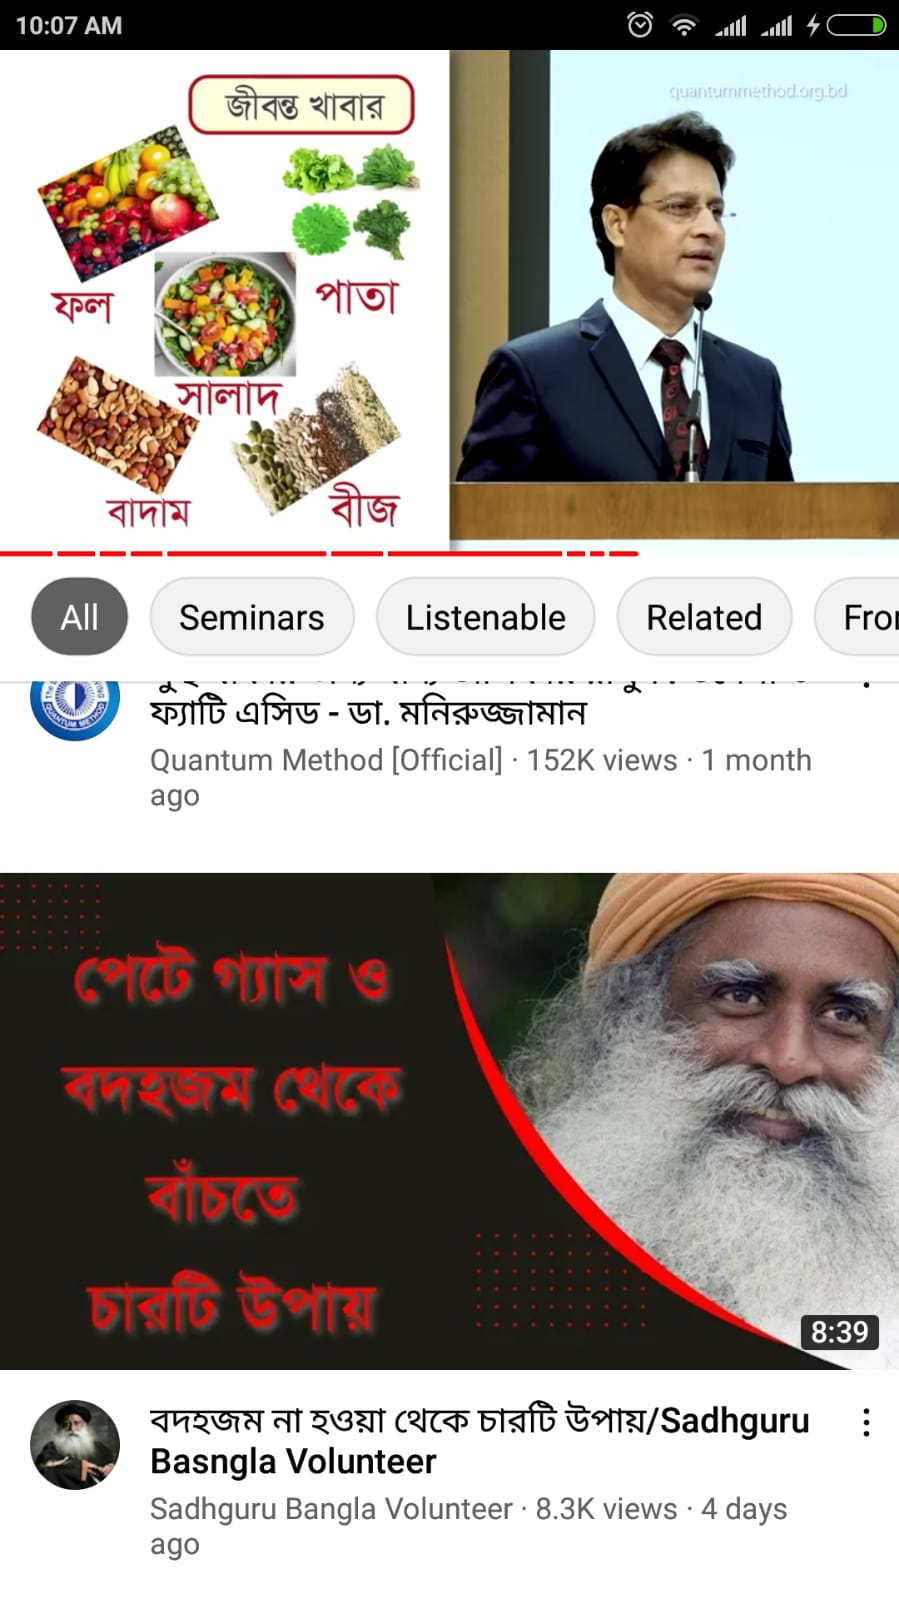 10:07 AM
জীবন্ত খাবার
quantummethod.org.bd
ফল
পাতা
সালাদ
বাদাম
বীজ
All
Seminars
Listenable
Related
Fro
ফ্যাটি এসিড - ডা. মনিরুজ্জামান
Quantum Method [Official] · 152K views · 1 month
ago
পেটে গ্যাস ও
বদহজম থেকে
বাঁচতে
চারটি উপায়
8:39
বদহজম না হওয়া থেকে চারটি উপায়/Sadhguru
Basngla Volunteer
Sadhguru Bangla Volunteer · 8.3K views · 4 days
ago